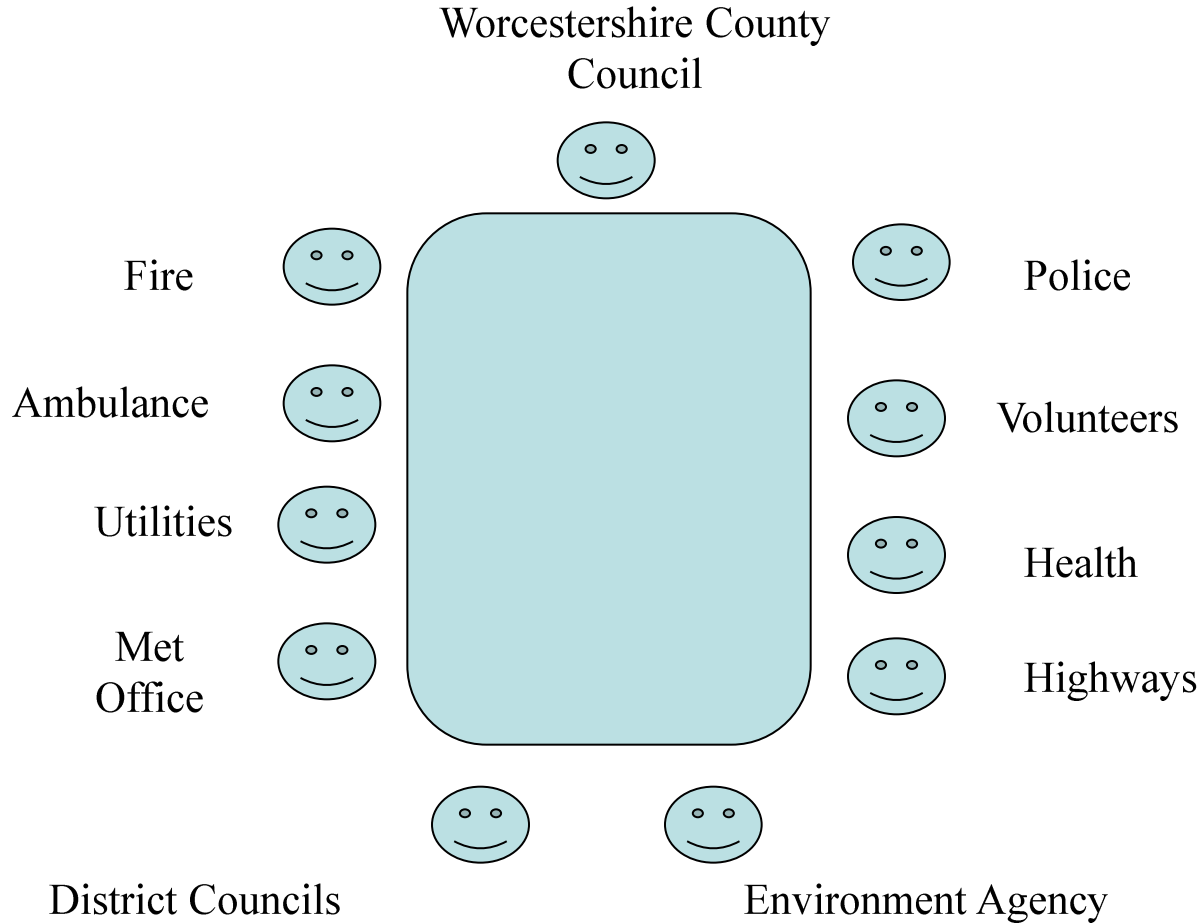 Worcestershire County
Council
Fire
Police
Ambulance
Volunteers
Utilities
Health
Met
Office
Highways
District Councils
Environment Agency